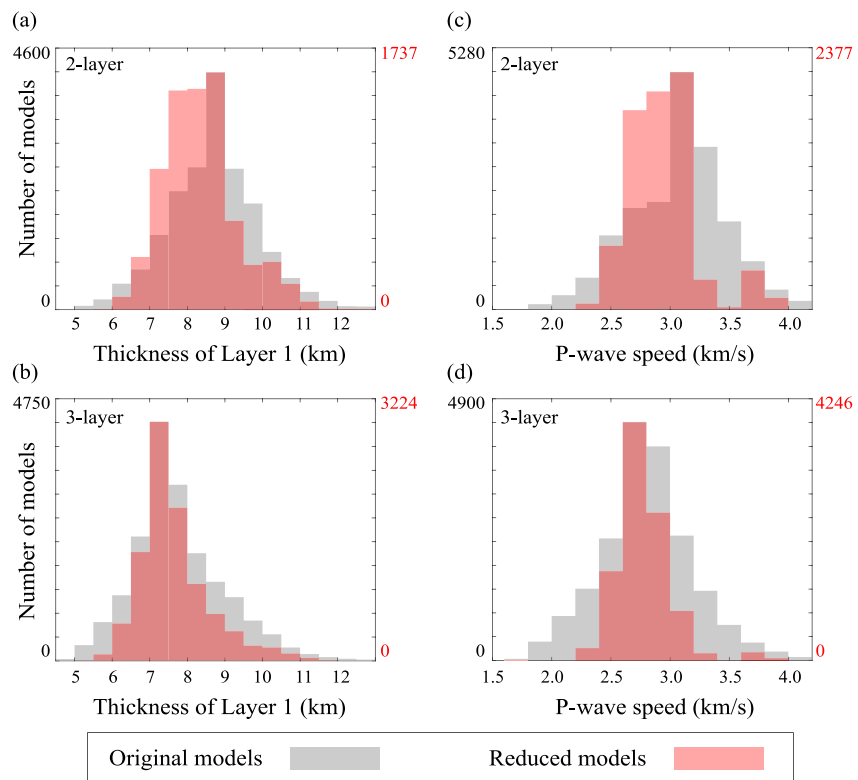 (a)
4600
2-layer
1737
Number of models
0
0
5 6 7 8 9 10 11 12
Thickness of Layer 1 (km)
(c)
5280
2-layer
2377
0
0
1.5 2.0 2.5 3.0 3.5 4.0
P-wave speed (km/s)
(b)
4750
3-layer
3224
Number of models
0
0
5 6 7 8 9 10 11 12
Thickness of Layer 1 (km)
(d)
4900
3-layer
4246
0
0
1.5 2.0 2.5 3.0 3.5 4.0
P-wave speed (km/s)
Original models
Reduced models